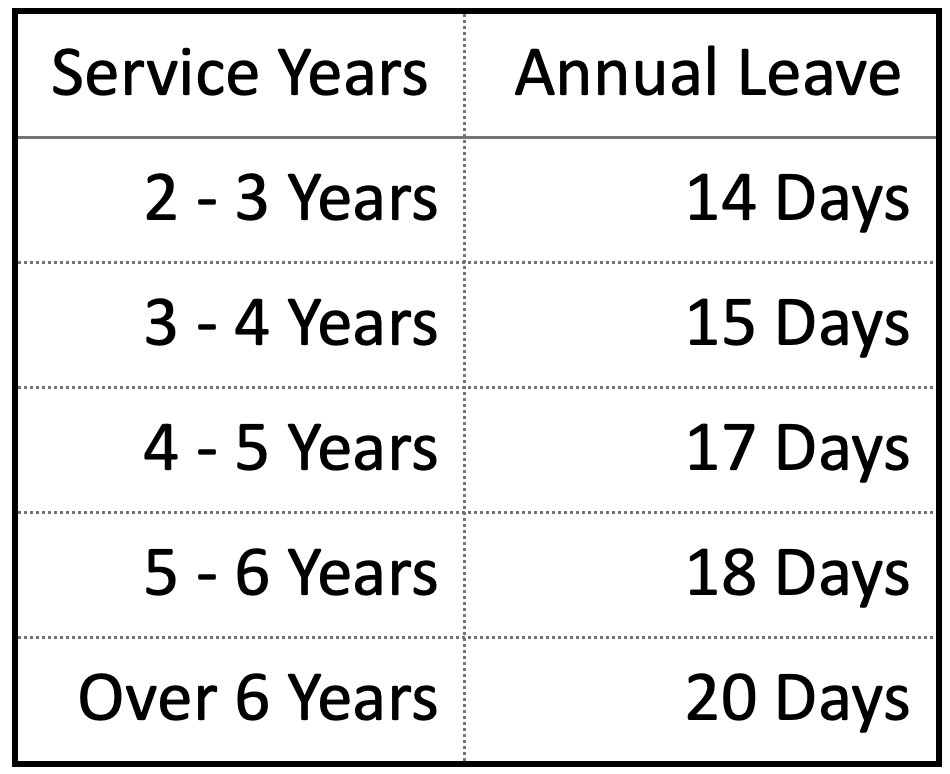 Service Years Annual Leave
2 - 3 Years 14 Days
3 - 4 Years 15 Days
4 - 5 Years 17 Days
5 - 6 Years 18 Days
Over 6 Years 20 Days